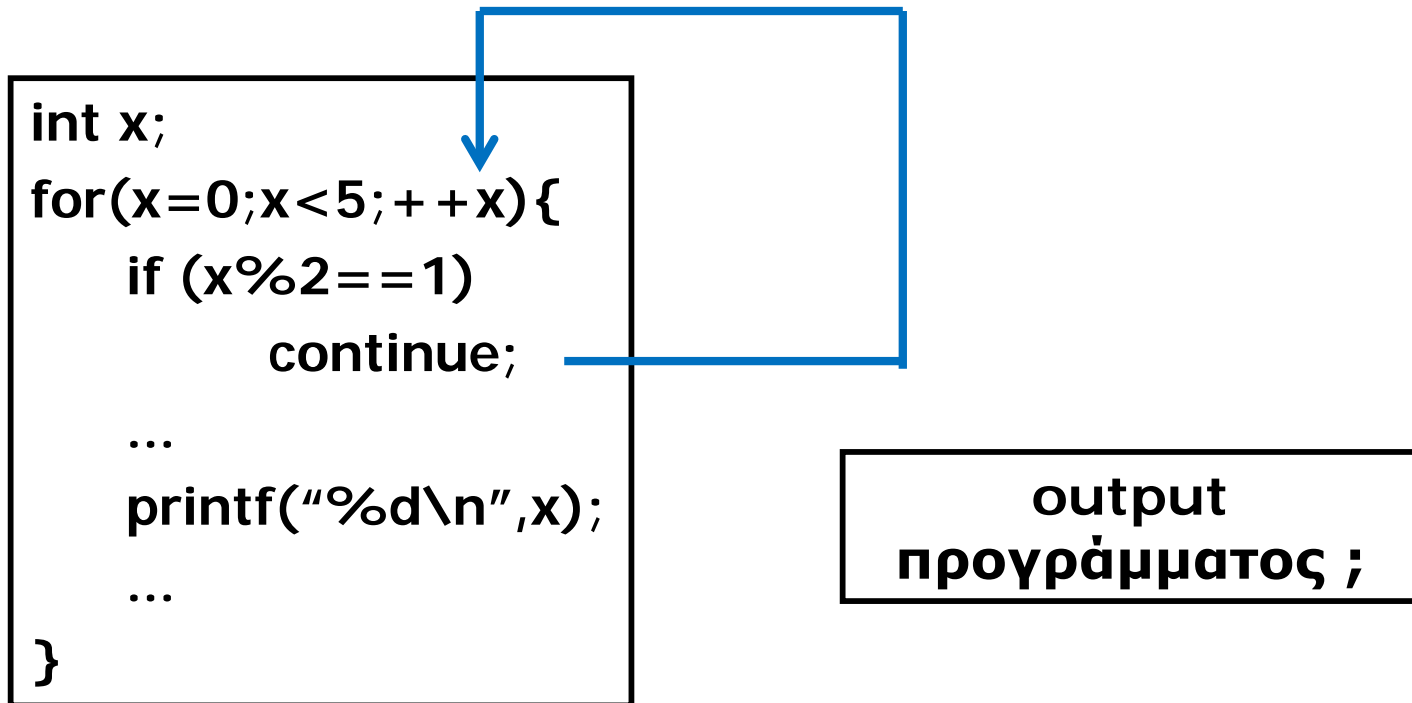 int x;
for(x=0;x<5;++x){
if (x%2==1)
continue;
...
printf(“%d\n”,x);
...
}
output
προγράμματος ;